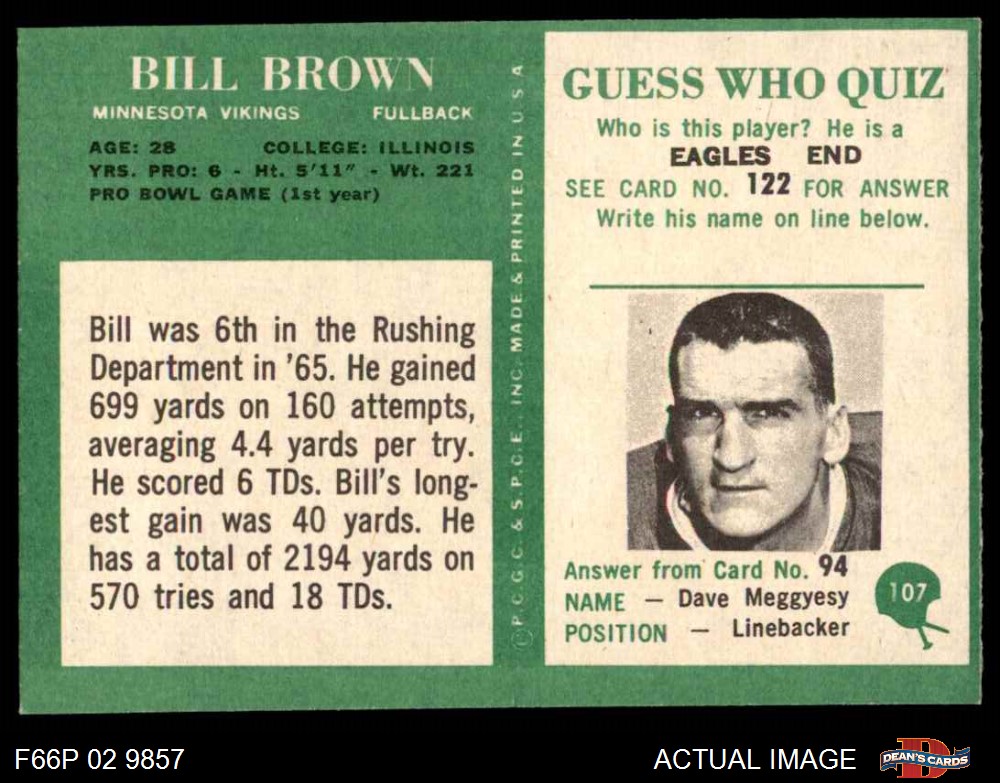 BILL BROWN
MINNESOTA VIKINGS FULLBACK
AGE: 28 COLLEGE: ILLINOIS
YRS. PRO: 6 - Ht. 5'11" - Wt. 221
PRO BOWL GAME (1st year)
Bill was 6th in the Rushing
Department in '65. He gained
699 yards on 160 attempts,
averaging 4.4 yards per try.
He scored 6 TDs. Bill's long-
est gain was 40 yards. He
has a total of 2194 yards on
570 tries and 18 TDs.
©P.C.G.C. & S.P.C.E., INC. MADE & PRINTED IN U S A
GUESS WHO QUIZ
Who is this player? He is a
EAGLES END
SEE CARD NO. 122 FOR ANSWER
Write his name on line below.
Answer from Card No. 94
NAME — Dave Meggyesy
POSITION — Linebacker
107
F66P 02 9857
ACTUAL IMAGE
D
DEAN'S CARDS